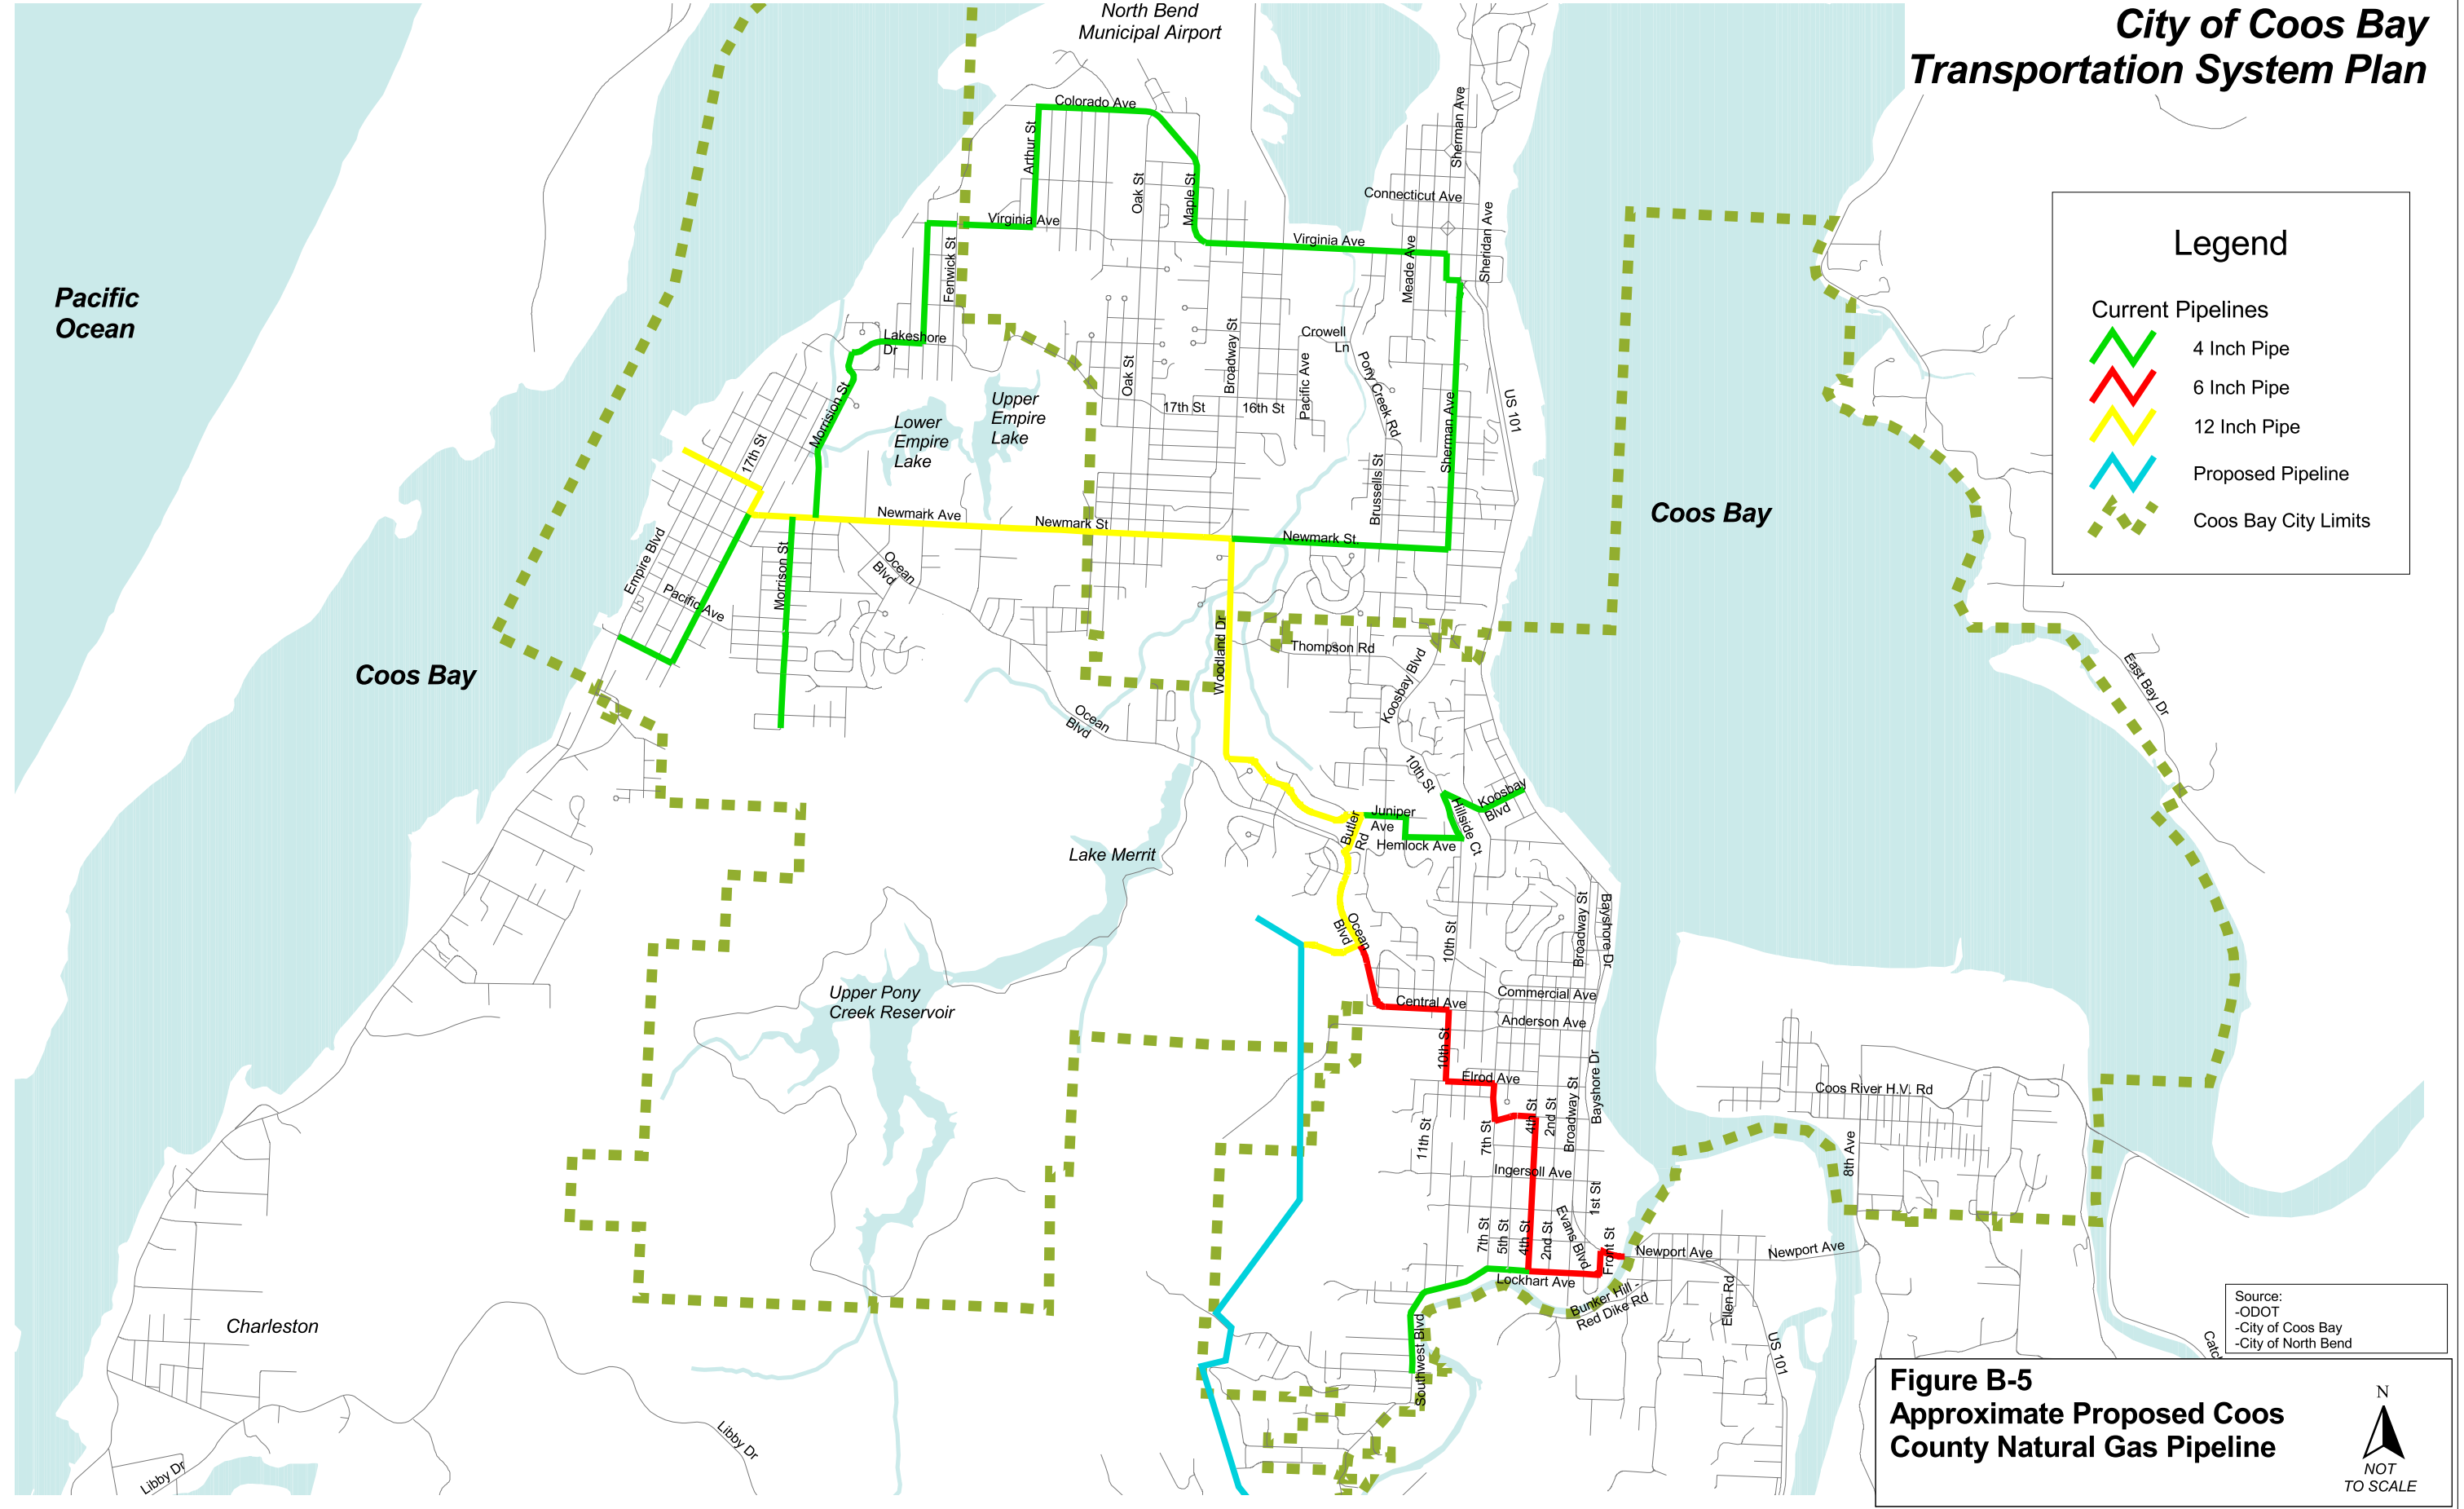 City of Coos Bay
Transportation System Plan
North Bend
Municipal Airport
Colorado Ave
Arthur St
Sherman Ave
Oak St
Maple St
Connecticut Ave
Virginia Ave
Virginia Ave
Fenwick St
Meade Ave
Sheridan Ave
Legend
Current Pipelines
4 Inch Pipe
6 Inch Pipe
12 Inch Pipe
Proposed Pipeline
Coos Bay City Limits
Pacific
Ocean
Lakeshore
Dr
Crowell
Ln
Oak St
Broadway St
Pacific Ave
Pony Creek Rd
US 101
Morrision St
Upper
Empire
Lake
Lower
Empire
Lake
17th St
16th St
Sherman Ave
17th St
Brussells St
Newmark Ave
Newmark St
Newmark St.
Coos Bay
Empire Blvd
Pacific Ave
Morrison St
Ocean
Blvd
Woodland Dr
Thompson Rd
Koosbay Blvd
East Bay Dr
Coos Bay
Ocean
Blvd
10th St
Koosbay
Blvd
Hillside Ct
Juniper
Ave
Butler
Rd
Hemlock Ave
Lake Merrit
Ocean
Blvd
10th St
Broadway St
Bayshore Dr
Upper Pony
Creek Reservoir
Central Ave
Commercial Ave
Anderson Ave
10th St
Elrod Ave
4th St
2nd St
Broadway St
Bayshore Dr
Coos River H.V. Rd
11th St
7th St
8th Ave
Ingersoll Ave
1st St
7th St
5th St
4th St
2nd St
Evans Blvd
Front St
Newport Ave
Newport Ave
Lockhart Ave
Bunker Hill -
Red Dike Rd
Ellen Rd
US 101
Southwest Blvd
Charleston
Libby Dr
Libby Dr
Source:
-ODOT
-City of Coos Bay
-City of North Bend
Figure B-5
Approximate Proposed Coos
County Natural Gas Pipeline
N
NOT
TO SCALE